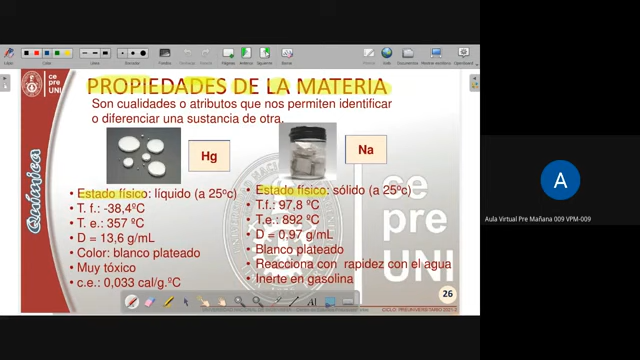 PROPIEDADES DE LA MATERIA
Son cualidades o atributos que nos permiten identificar
o diferenciar una sustancia de otra.
Hg
• Estado físico: líquido (a 25ºc)
• T. f.: -38,4ºC
• T. e.: 357 ºC
• D = 13,6 g/mL
• Color: blanco plateado
• Muy tóxico
• c.e.: 0,033 cal/g.ºC
Na
• Estado físico: sólido (a 25ºc)
• T.f.: 97,8 ºC
• T.e.: 892 ºC
• D = 0,97 g/mL
• Blanco plateado
• Reacciona con rapidez con el agua
• Inerte en gasolina
Química
ce
pre
UNI
ce
pre
UNI
26
A
Aula Virtual Pre Mañana 009 VPM-009